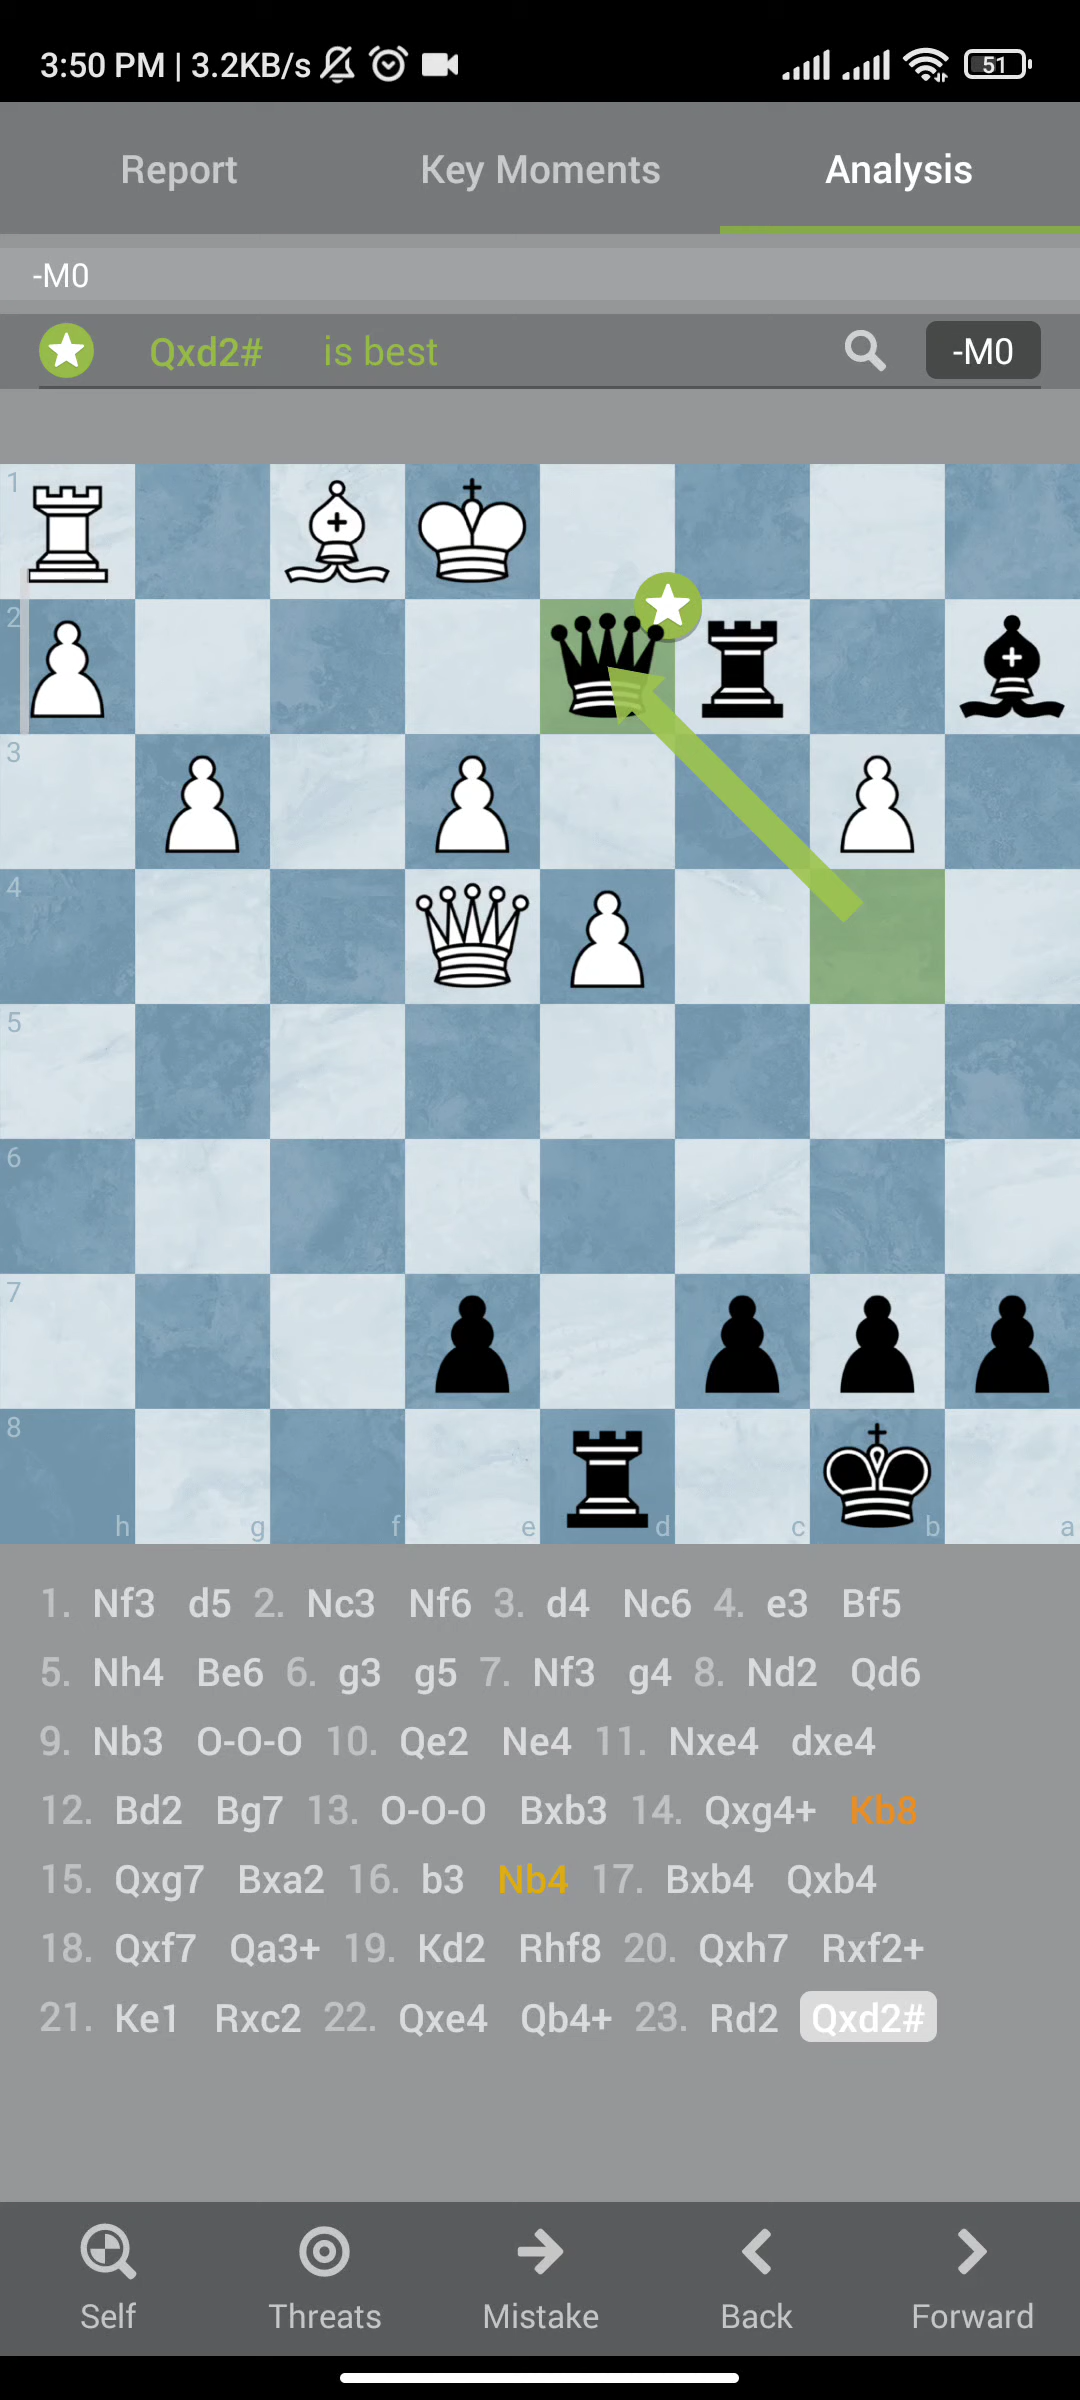 3:50 PM | 3.2KB/s 51
Report Key Moments Analysis
-M0
Qxd2# is best -M0
1
2
3
4
5
6
7
8
h g f e d c b a
1. Nf3 d5 2. Nc3 Nf6 3. d4 Nc6 4. e3 Bf5
5. Nh4 Be6 6. g3 g5 7. Nf3 g4 8. Nd2 Qd6
9. Nb3 O-O-O 10. Qe2 Ne4 11. Nxe4 dxe4
12. Bd2 Bg7 13. O-O-O Bxb3 14. Qxg4+ Kb8
15. Qxg7 Bxa2 16. b3 Nb4 17. Bxb4 Qxb4
18. Qxf7 Qa3+ 19. Kd2 Rhf8 20. Qxh7 Rxf2+
21. Ke1 Rxc2 22. Qxe4 Qb4+ 23. Rd2 Qxd2#
Self Threats Mistake Back Forward